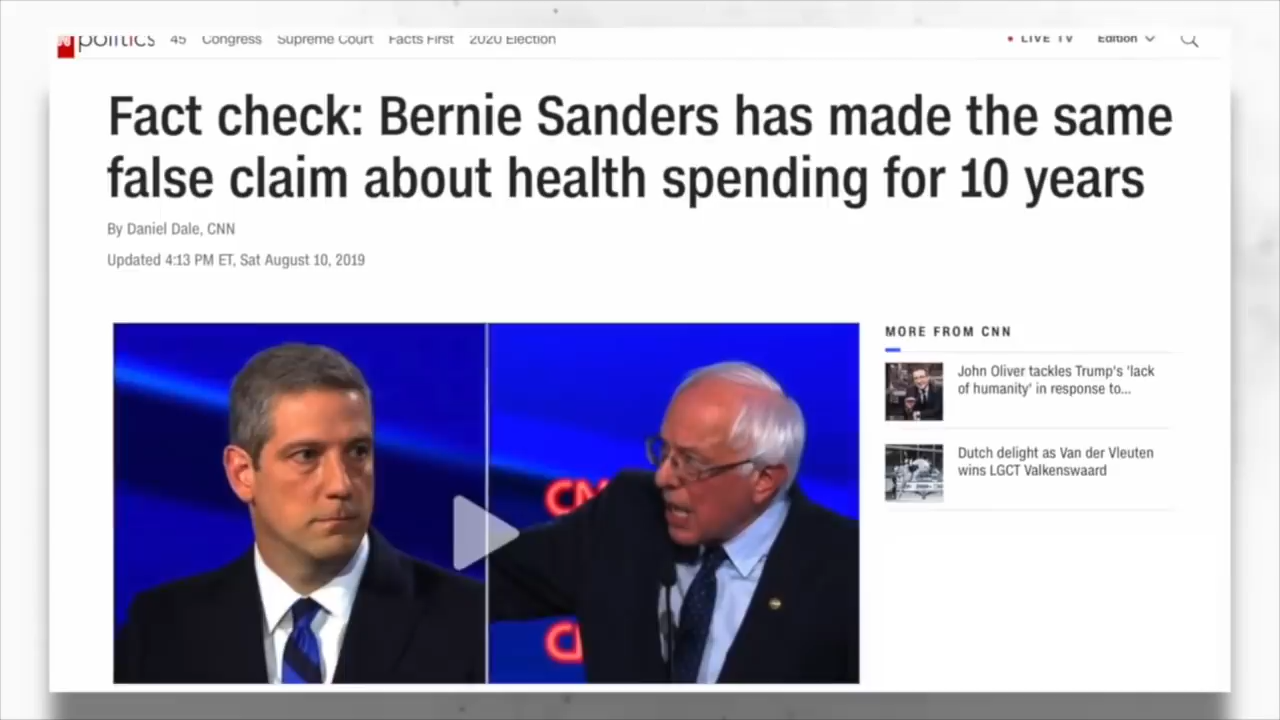 politics 45 Congress Supreme Court Facts First 2020 Election
LIVE TV Edition
Fact check: Bernie Sanders has made the same
false claim about health spending for 10 years
By Daniel Dale, CNN
Updated 4:13 PM ET, Sat August 10, 2019
MORE FROM CNN
John Oliver tackles Trump's 'lack
of humanity' in response to...
Dutch delight as Van der Vleuten
wins LGCT Valkenswaard